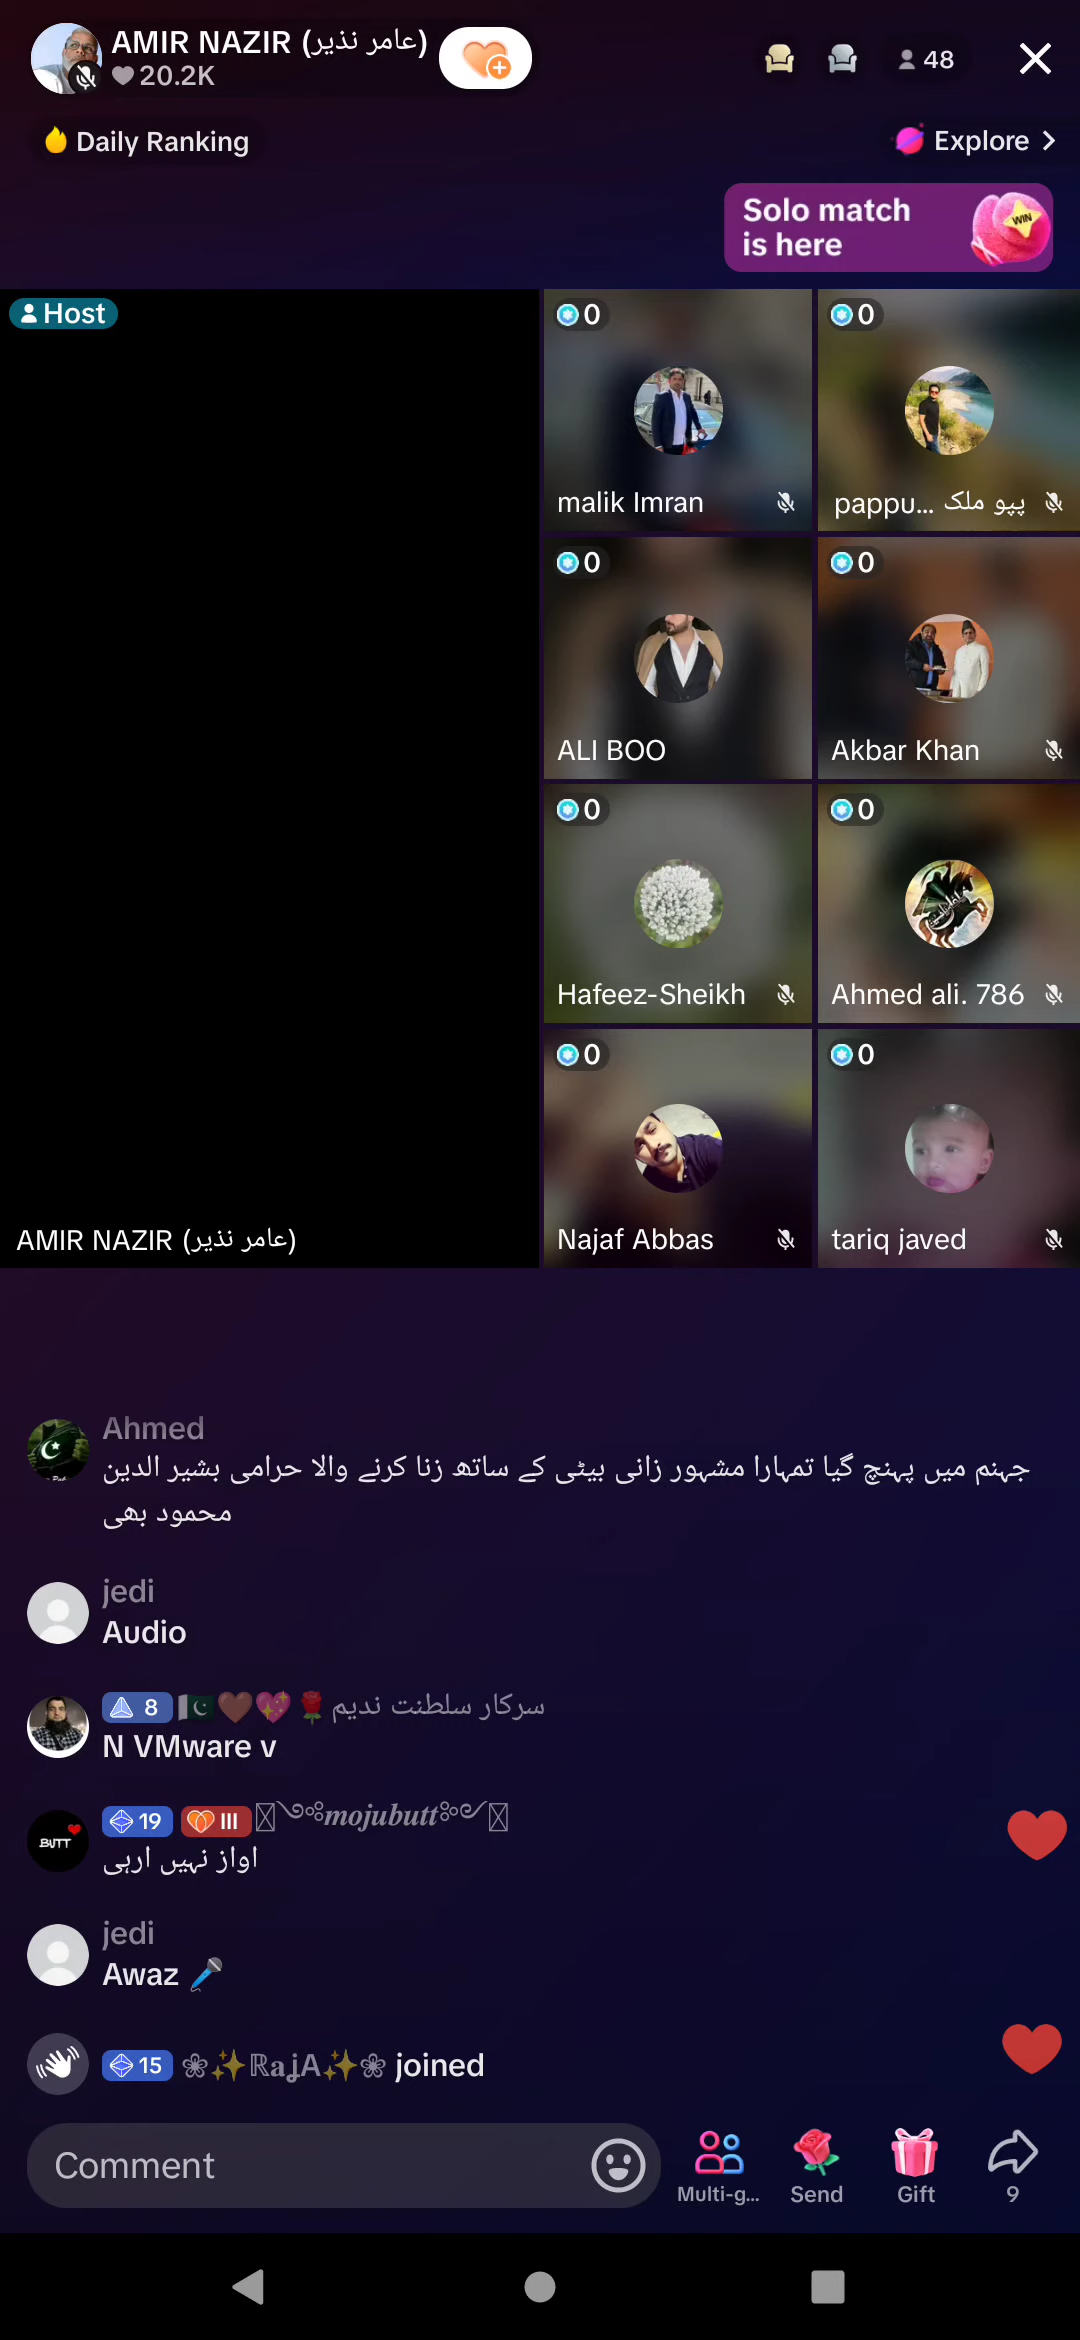 AMIR NAZIR (عامر نذیر)
20.2K
48
Daily Ranking
Explore
Solo match
is here
WIN
Host
0
0
malik Imran
pappu... پپو ملک
0
0
ALI BOO
Akbar Khan
0
0
Hafeez-Sheikh
Ahmed ali. 786
0
0
Najaf Abbas
tariq javed
AMIR NAZIR (عامر نذیر)
Ahmed
جہنم میں پہنچ گیا تمہارا مشہور زانی بیٹی کے ساتھ زنا کرنے والا حرامی بشیر الدین
محمود بھی
jedi
Audio
8 🇵🇰🤎💖🌹سرکار سلطنت ندیم
N VMware v
BUTT
19 III ༺mojubutt༻
اواز نہیں ارہی
jedi
Awaz 🎤
15 ❀✨ℝaʝA✨❀ joined
Comment
Multi-g...
Send
Gift
9